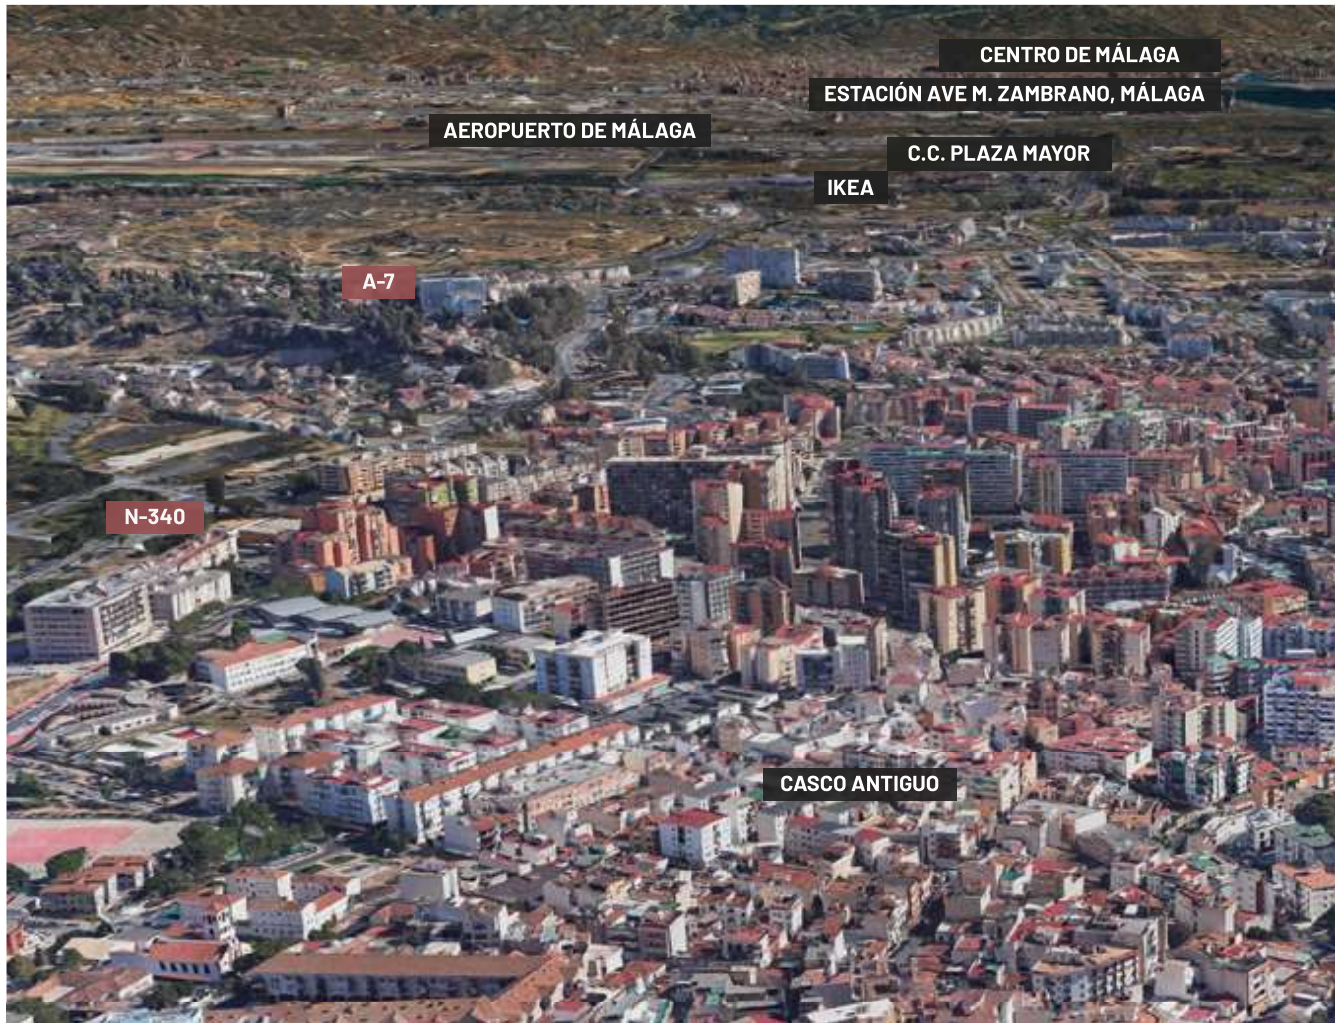 CENTRO DE MÁLAGA
ESTACIÓN AVE M. ZAMBRANO, MÁLAGA
AEROPUERTO DE MÁLAGA
C.C. PLAZA MAYOR
IKEA
A-7
N-340
CASCO ANTIGUO